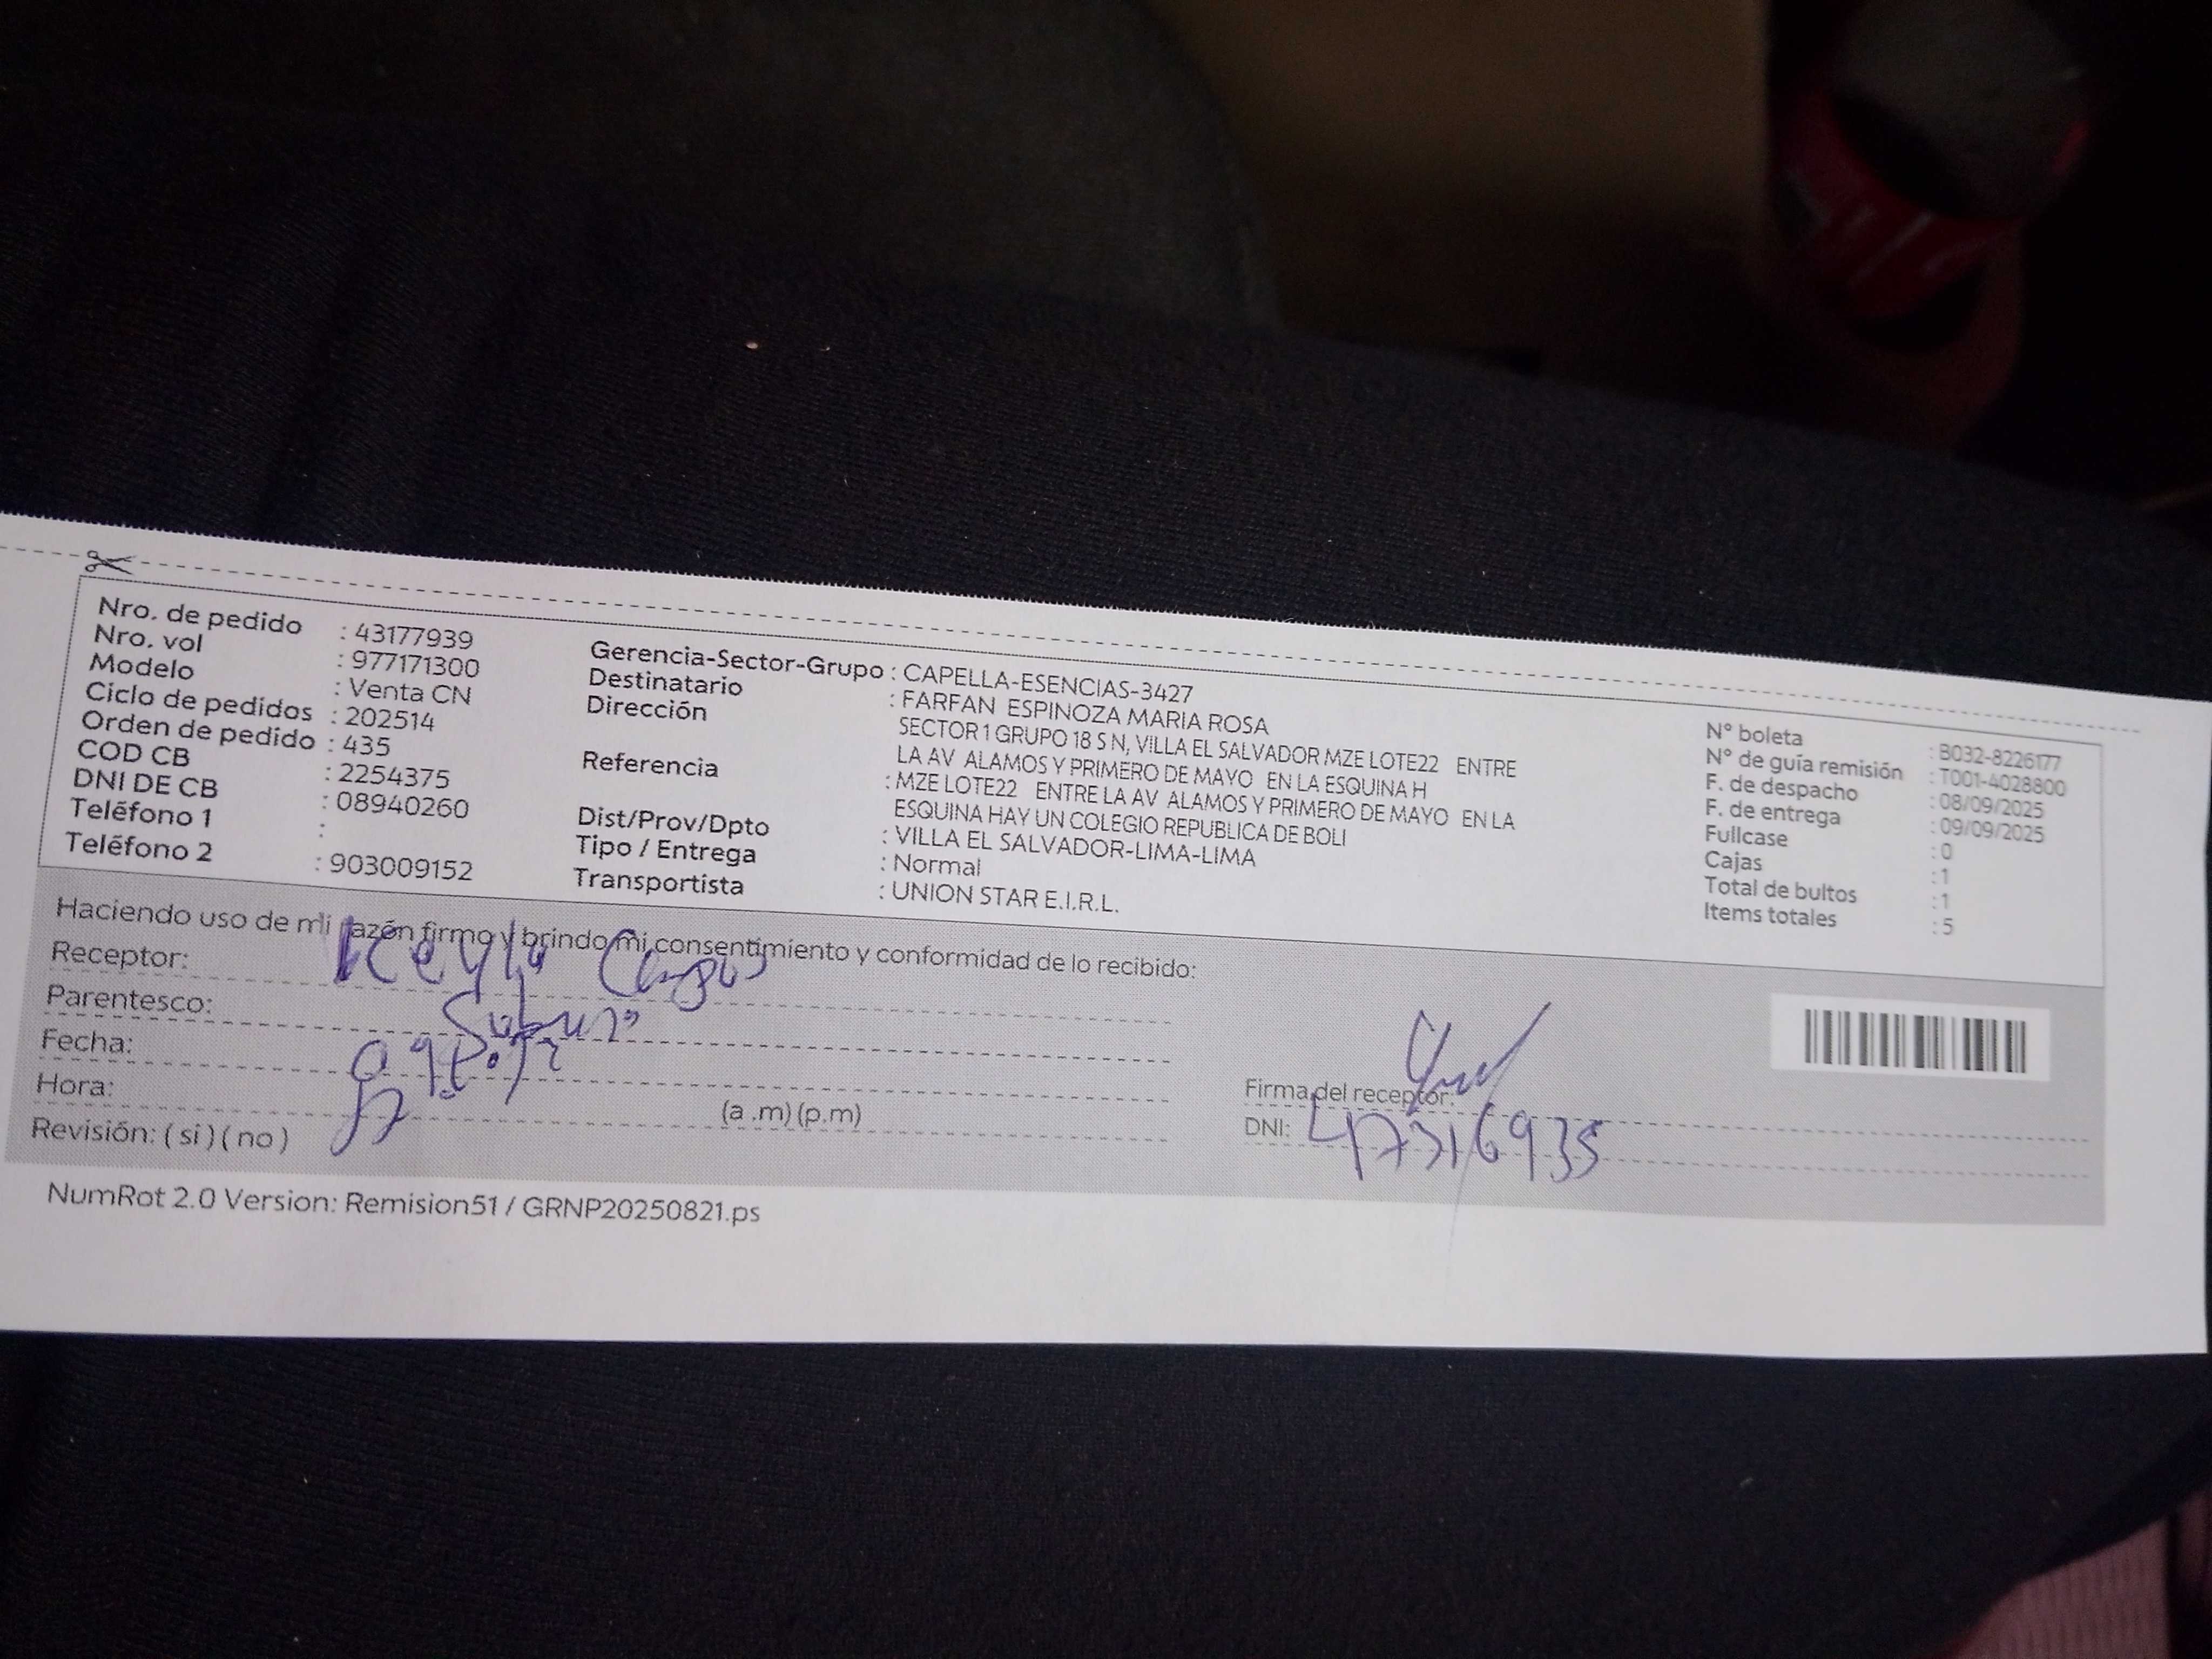 Nro. de pedido : 43177939
Nro. vol : 977171300
Modelo : Venta CN
Ciclo de pedidos : 202514
Orden de pedido : 435
COD CB : 2254375
DNI DE CB : 08940260
Teléfono 1 :
Teléfono 2 : 903009152
Gerencia-Sector-Grupo : CAPELLA-ESENCIAS-3427
Destinatario : FARFAN ESPINOZA MARIA ROSA
Dirección SECTOR 1 GRUPO 18 S N, VILLA EL SALVADOR MZE LOTE22 ENTRE
LA AV ALAMOS Y PRIMERO DE MAYO EN LA ESQUINA H
Referencia : MZE LOTE22 ENTRE LA AV ALAMOS Y PRIMERO DE MAYO EN LA
ESQUINA HAY UN COLEGIO REPUBLICA DE BOLI
Dist/Prov/Dpto : VILLA EL SALVADOR-LIMA-LIMA
Tipo / Entrega : Normal
Transportista : UNION STAR E.I.R.L.
N° boleta : B032-8226177
N° de guía remisión : T001-4028800
F. de despacho : 08/09/2025
F. de entrega : 09/09/2025
Fullcase : 0
Cajas : 1
Total de bultos : 1
Items totales : 5
Haciendo uso de mi razón firmo y brindo mi consentimiento y conformidad de lo recibido:
Receptor: Keyla
Parentesco:
Fecha:
Hora: (a .m) (p.m)
Revisión: ( si ) ( no )
Firma del receptor:
DNI: 47316935
NumRot 2.0 Version: Remision51 / GRNP20250821.ps